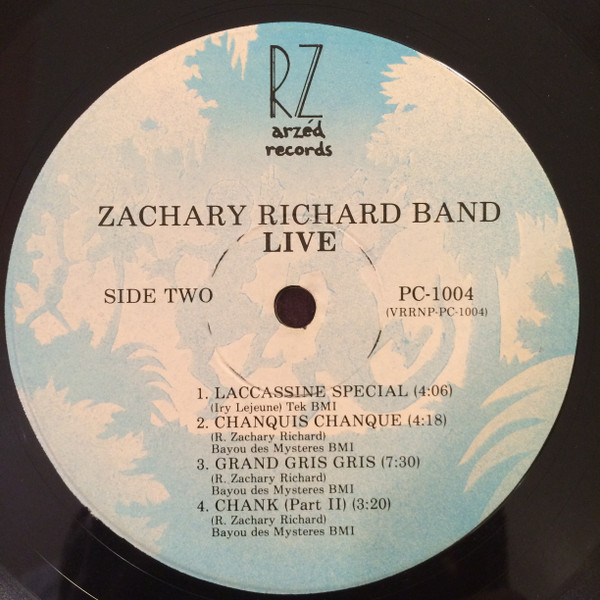 RZ
arzéd
records
ZACHARY RICHARD BAND
LIVE
SIDE TWO
PC-1004
(VRRNP-PC-1004)
1. LACCASSINE SPECIAL (4:06)
(Iry Lejeune) Tek BMI
2. CHANQUIS CHANQUE (4:18)
(R. Zachary Richard)
Bayou des Mysteres BMI
3. GRAND GRIS GRIS (7:30)
(R. Zachary Richard)
Bayou des Mysteres BMI
4. CHANK (Part II) (3:20)
(R. Zachary Richard)
Bayou des Mysteres BMI